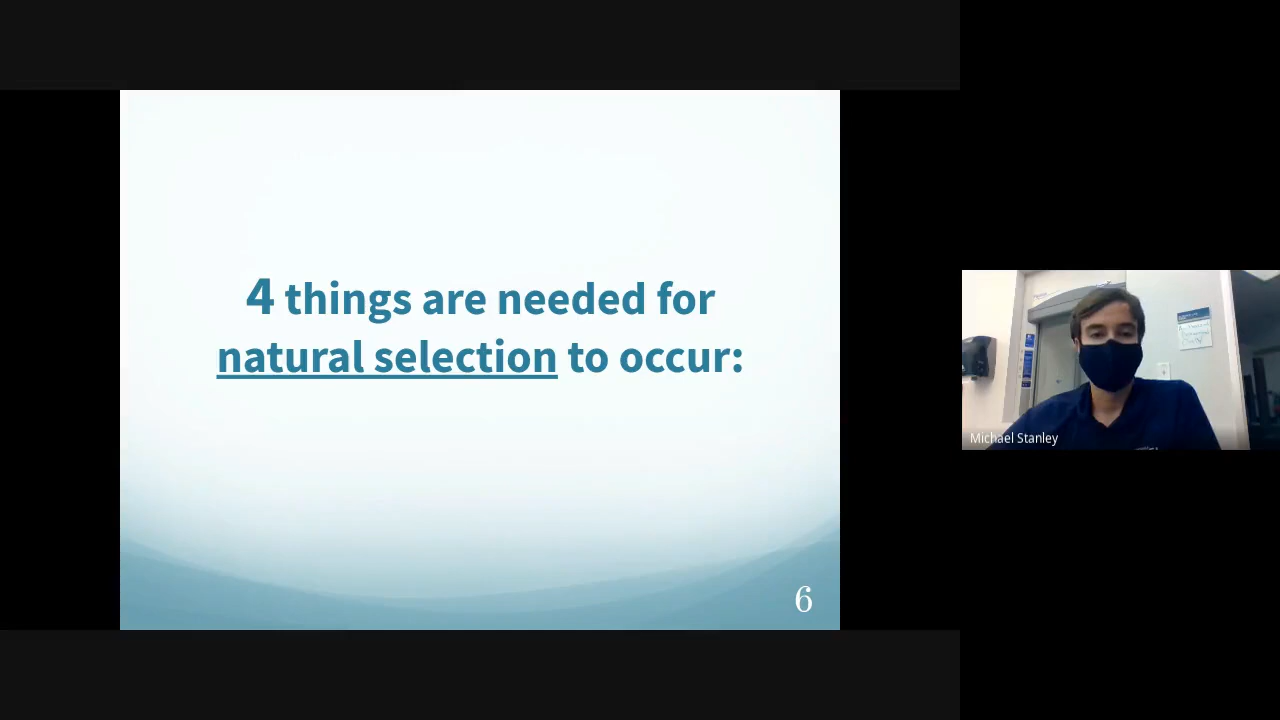 4 things are needed for
natural selection to occur:
6
Michael Stanley